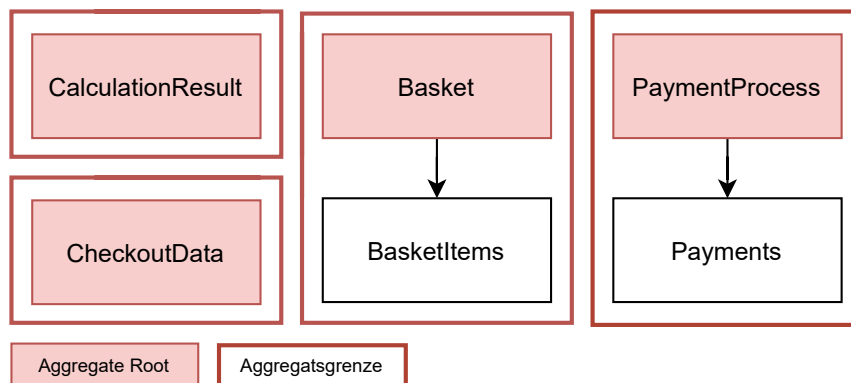 CalculationResult
Basket
PaymentProcess
CheckoutData
BasketItems
Payments
Aggregate Root
Aggregatsgrenze